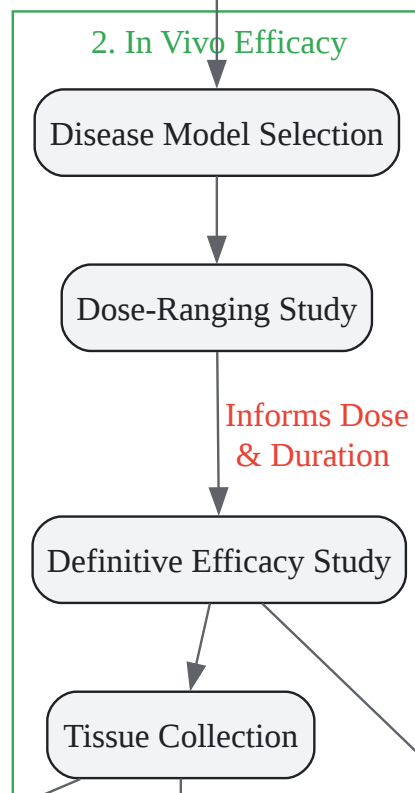 2. In Vivo Efficacy
Disease Model Selection
Dose-Ranging Study
Informs Dose
& Duration
Definitive Efficacy Study
Tissue Collection